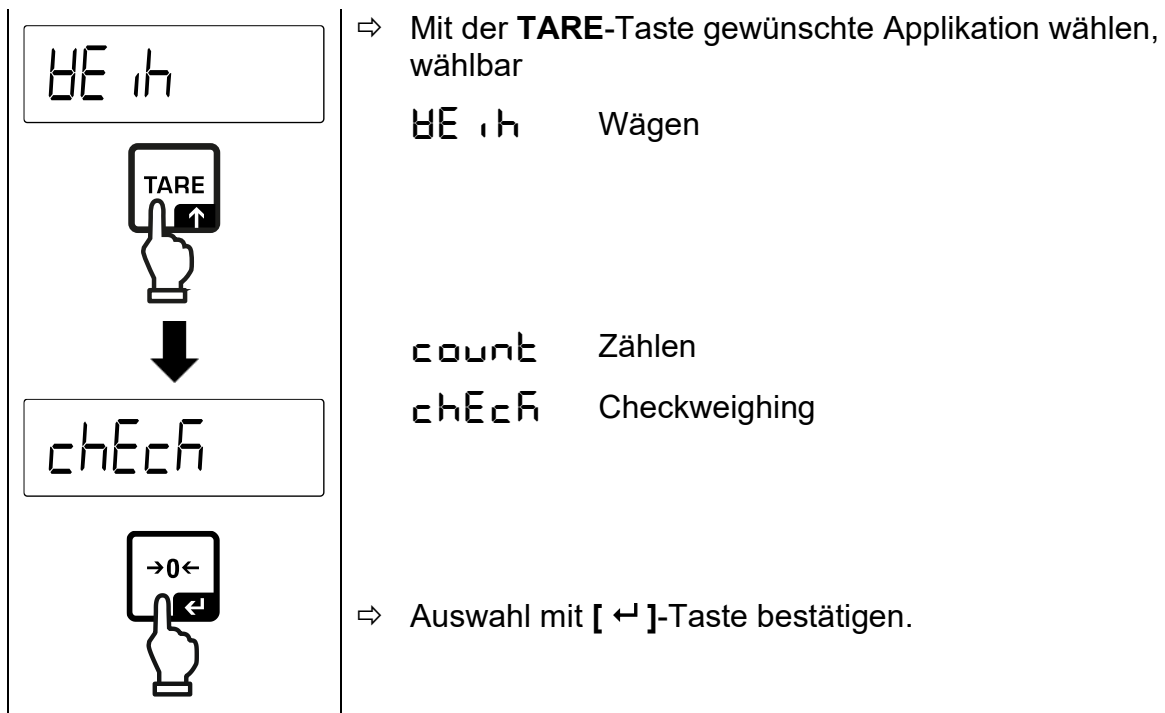 WEih
TARE
↑
chEck
→0←
↵
⇨ Mit der TARE-Taste gewünschte Applikation wählen,
wählbar
WEih Wägen
count Zählen
chEck Checkweighing
⇨ Auswahl mit [ ↵ ]-Taste bestätigen.